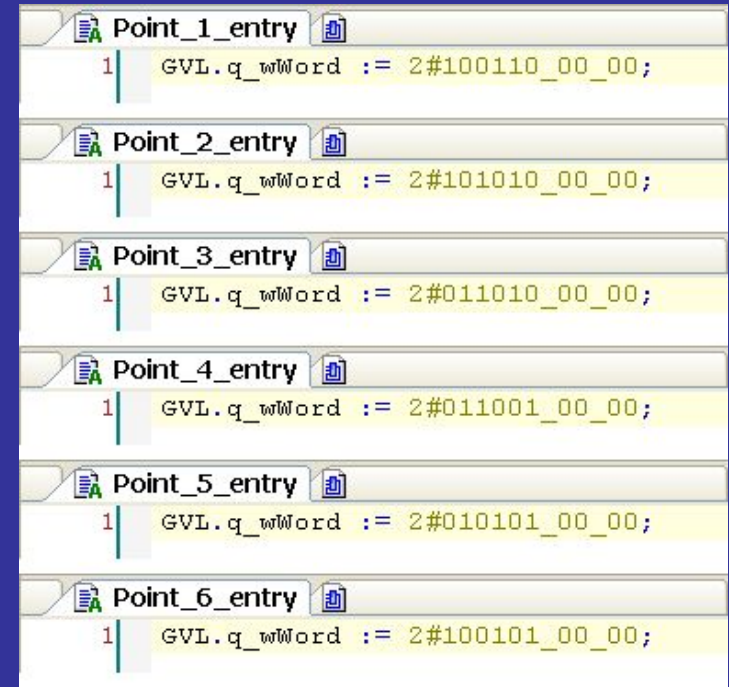 Point_1_entry
1 GVL.q_wWord := 2#100110_00_00;
Point_2_entry
1 GVL.q_wWord := 2#101010_00_00;
Point_3_entry
1 GVL.q_wWord := 2#011010_00_00;
Point_4_entry
1 GVL.q_wWord := 2#011001_00_00;
Point_5_entry
1 GVL.q_wWord := 2#010101_00_00;
Point_6_entry
1 GVL.q_wWord := 2#100101_00_00;